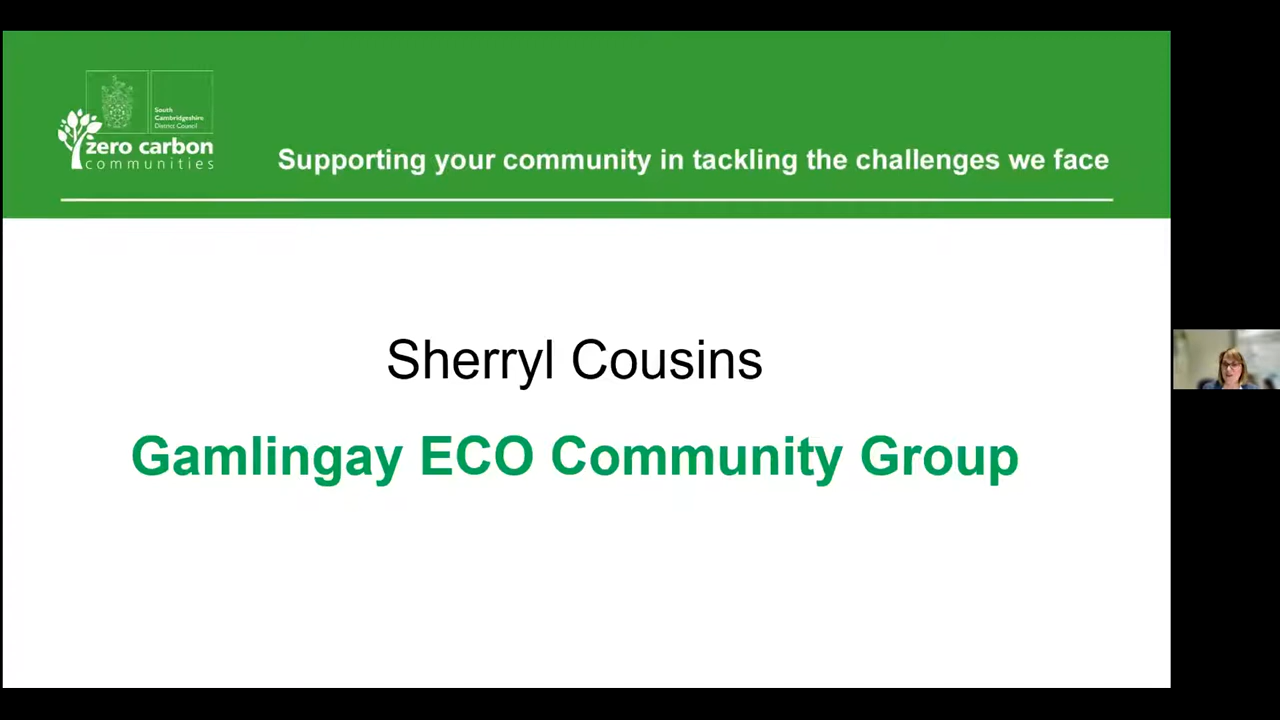 South
Cambridgeshire
District Council
zero carbon
communities
Supporting your community in tackling the challenges we face
Sherryl Cousins
Gamlingay ECO Community Group